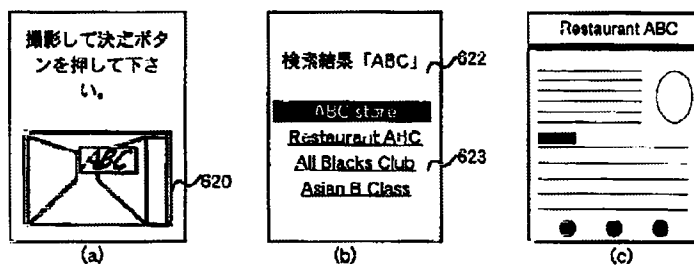 撮影して決定ボタ
ンを押して下さ
い。
ABC
620
(a)
検索結果「ABC」
622
ABC store
Restaurant ABC
All Blacks Club
623
Asian B Class
(b)
Restaurant ABC
(c)